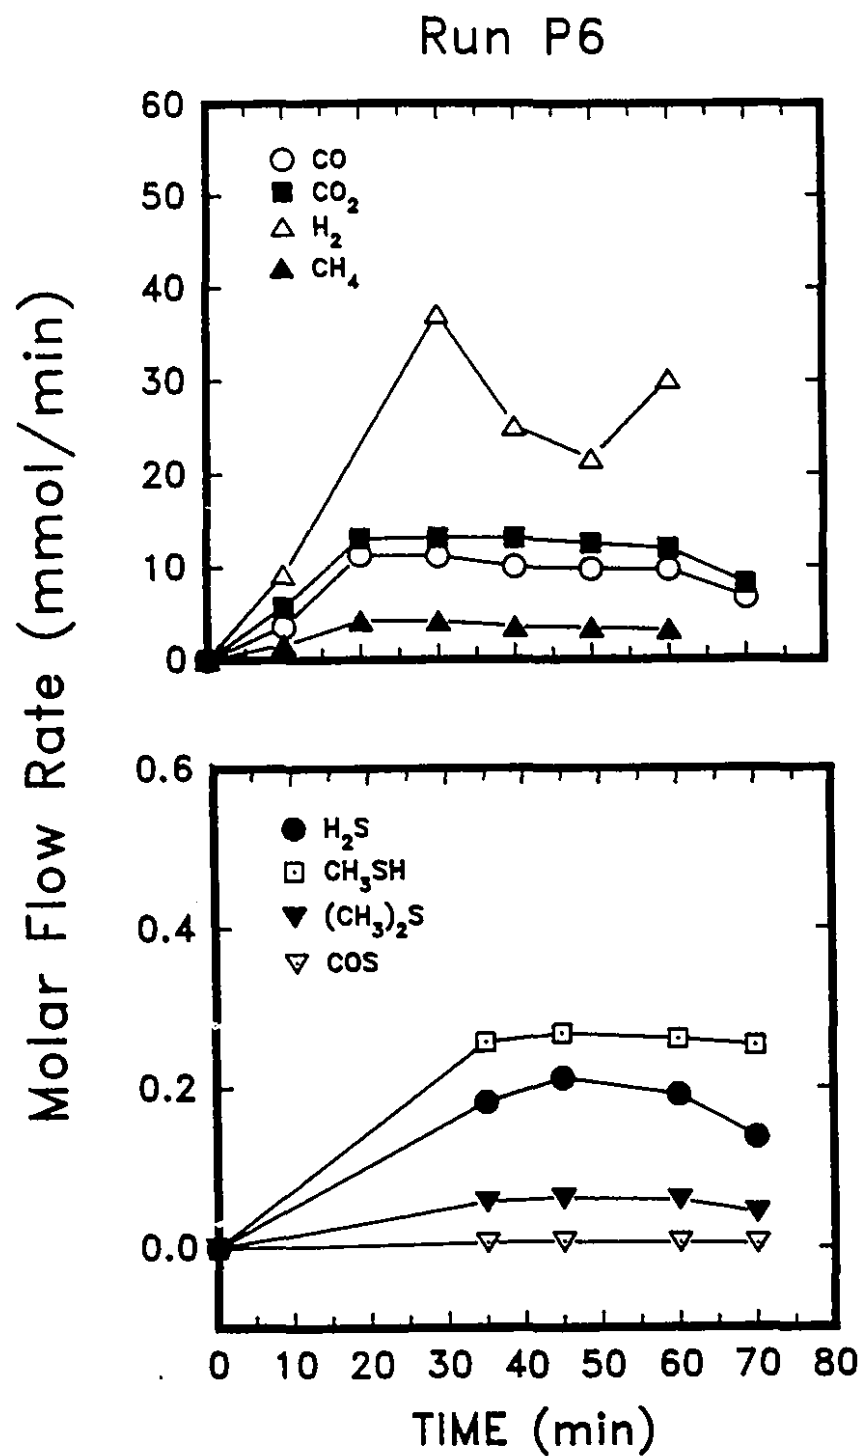 Run P6
60
50
40
30
20
10
0
CO
CO₂
H₂
CH₄
Molar Flow Rate (mmol/min)
0.6
0.4
0.2
0.0
H₂S
CH₃SH
(CH₃)₂S
COS
0 10 20 30 40 50 60 70 80
TIME (min)